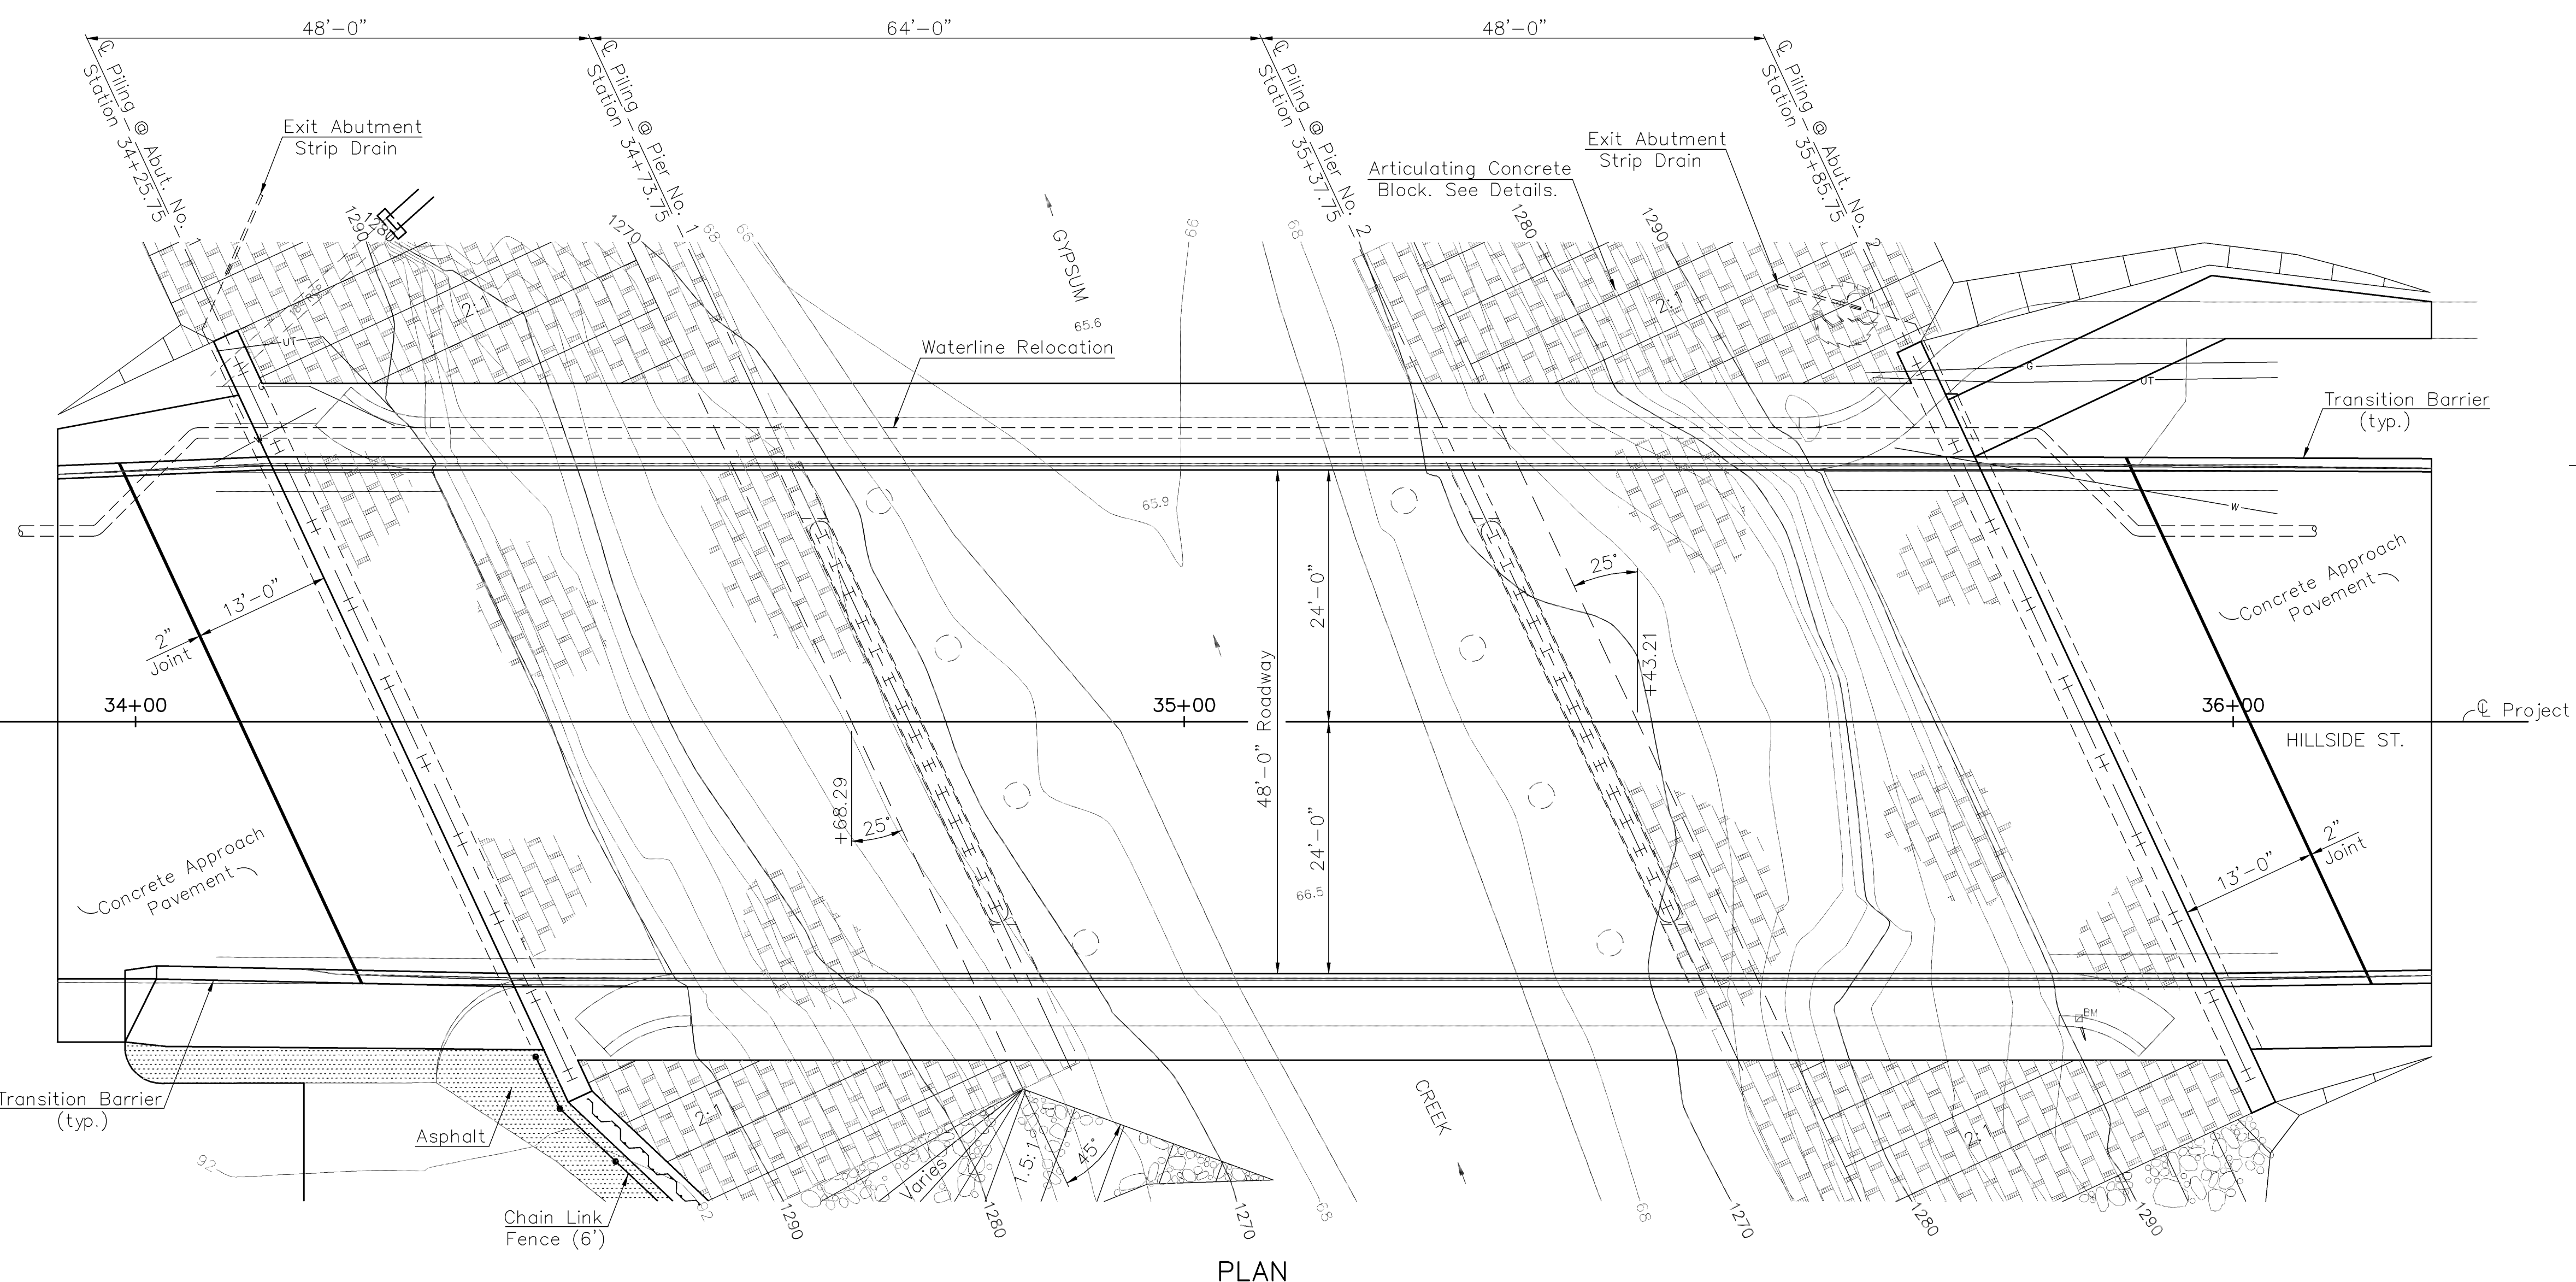 48'-0"
64'-0"
48'-0"
℄ Piling @ Abut. No. 1
Station 34+25.75
℄ Piling @ Pier No. 1
Station 34+73.75
℄ Piling @ Pier No. 2
Station 35+37.75
℄ Piling @ Abut. No. 2
Station 35+85.75
Exit Abutment
Strip Drain
Exit Abutment
Strip Drain
Articulating Concrete
Block. See Details.
1290
1280
1270
68
66
66
68
1280
1290
GYPSUM
65.6
18" RCP
2:1
2:1
UT
Waterline Relocation
G
UT
Transition Barrier
(typ.)
65.9
W
13'-0"
2"
Joint
25°
24'-0"
+43.21
48'-0" Roadway
Concrete Approach
Pavement
34+00
35+00
36+00
℄ Project
HILLSIDE ST.
+68.29
25°
24'-0"
66.5
Concrete Approach
Pavement
13'-0"
2"
Joint
BM
Transition Barrier
(typ.)
Asphalt
2:1
CREEK
2:1
92
Varies
1.5:1
45°
Chain Link
Fence (6')
92
1290
1280
1270
68
68
1270
1280
1290
PLAN